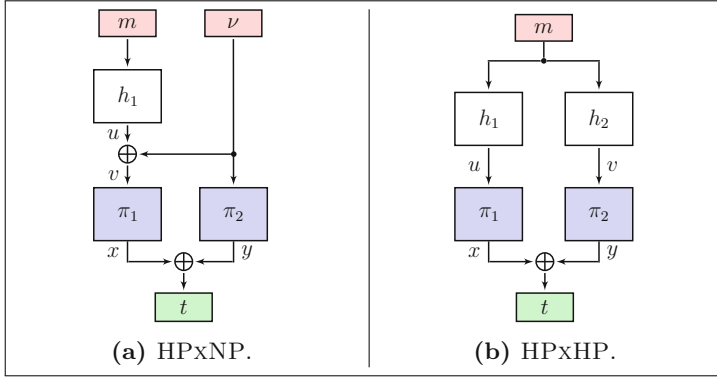 m ν
h₁
u
v
π₁ π₂
x y
t
(a) HPxNP.
m
h₁ h₂
u v
π₁ π₂
x y
t
(b) HPxHP.